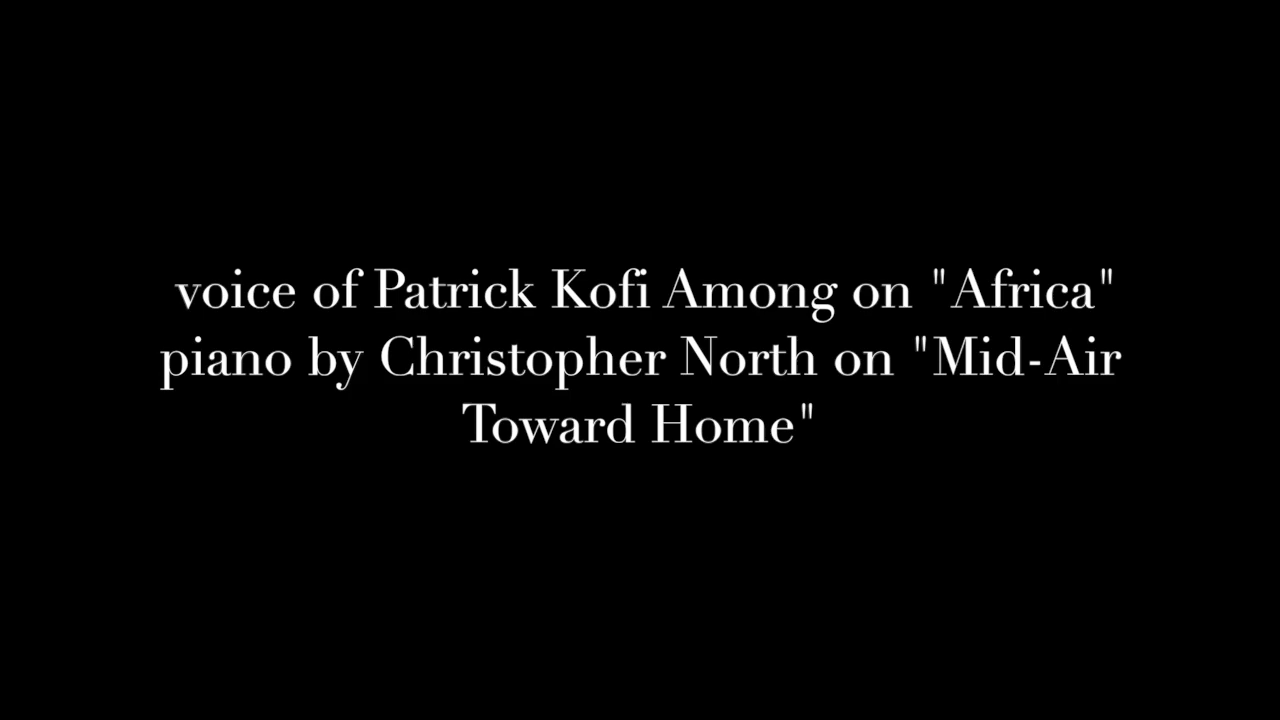 voice of Patrick Kofi Among on "Africa"
piano by Christopher North on "Mid-Air
Toward Home"